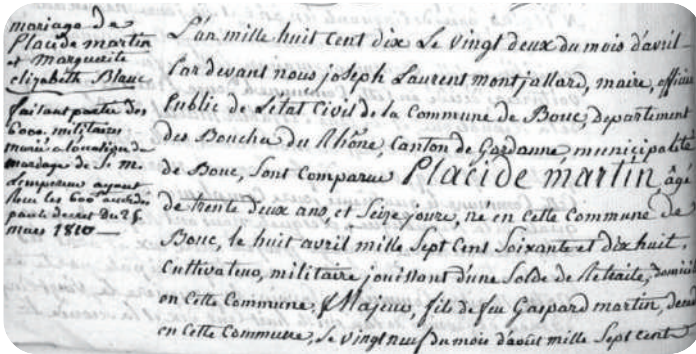 mariage de
Placide martin
et Marguerite
elizabeth Blanc
faisant partie des
6000 militaires
mariés à l'occasion du
mariage de S. m.
L'empereur ayant
tous les 600
par le decret du 25
mars 1810 —
L'an mille huit cent dix Le vingt deux du mois d'avril
Par devant nous joseph Laurent montjallard, maire, officier
Public de L'etat Civil de la Commune de Bouc, departement
des Bouches du Rhône, Canton de Gardanne, municipalité
de Bouc, sont Comparu Placide martin, âgé
de trente deux ans, et seize jours, né en cette Commune de
Bouc, le huit avril mille sept Cent Soixante et dix huit,
Cultivateur, militaire jouissant d'une Solde de Retraite, domicilié
en Cette Commune, Majeur, fils de feu Gaspard martin, decedé
en Cette Commune, le vingt neuf du mois d'août mille sept cent